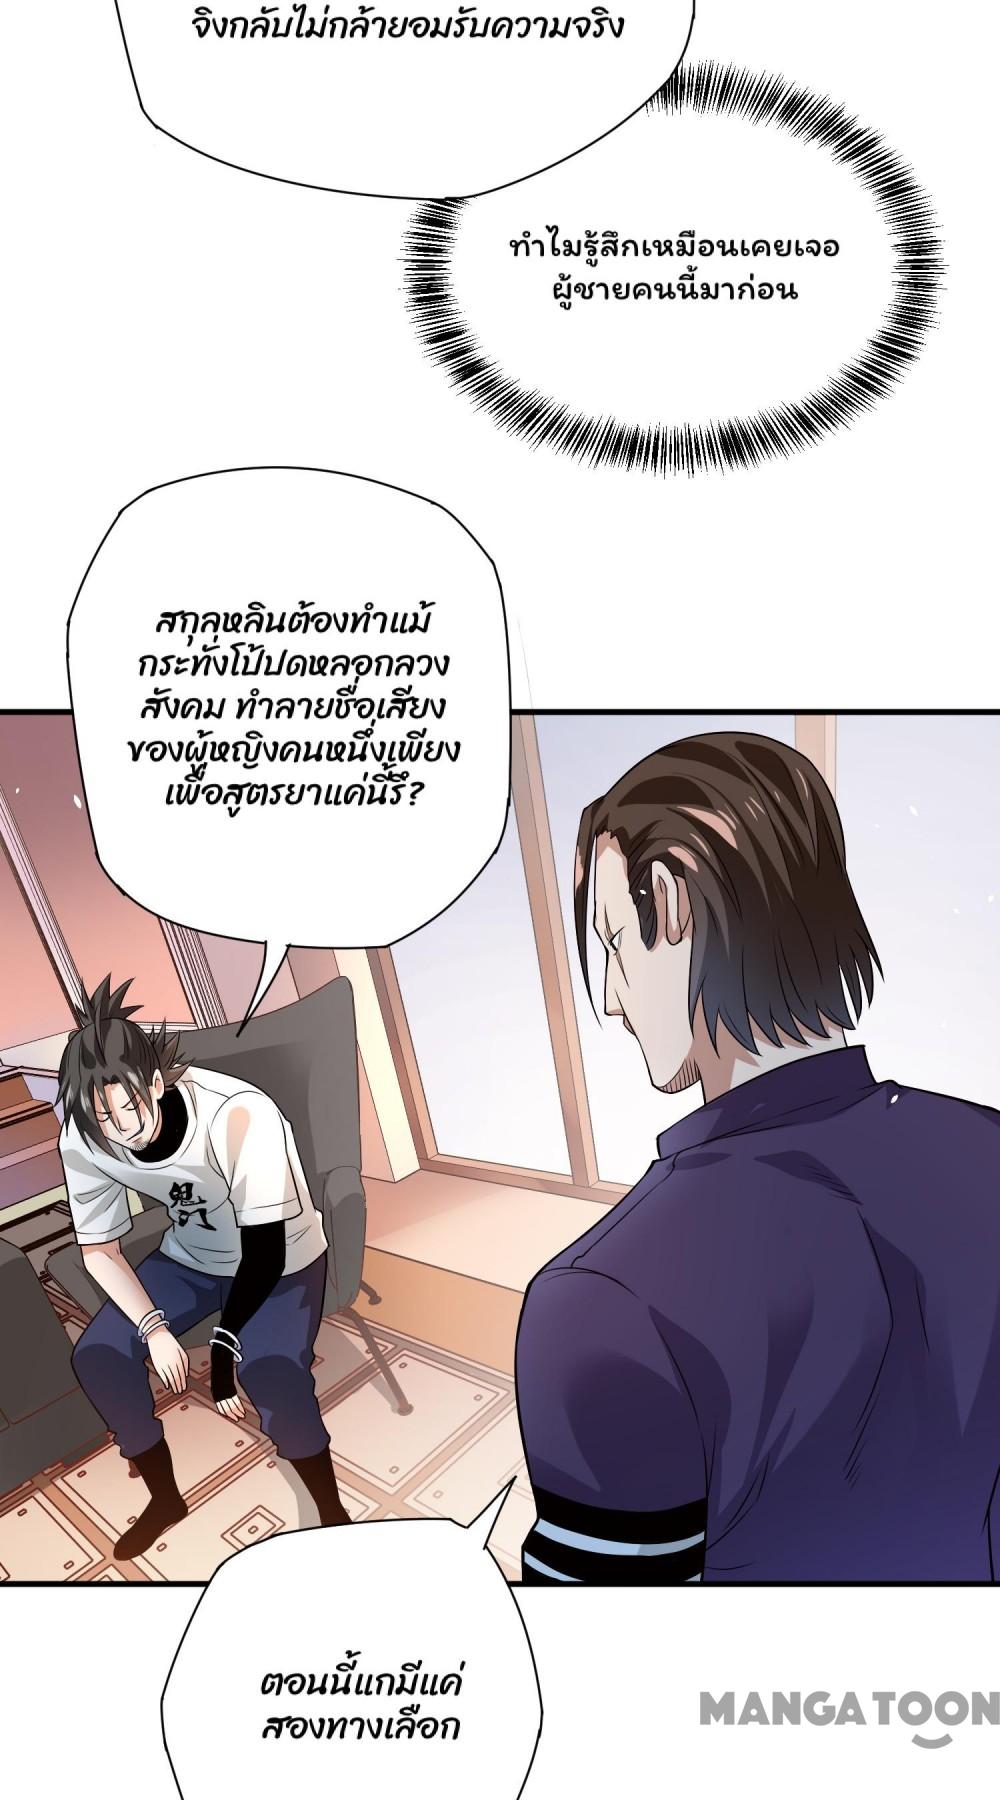 จิงกลับไม่กล้ายอมรับความจริง
ทำไมรู้สึกเหมือนเคยเจอ
ผู้ชายคนนี้มาก่อน
สกุลหลินต้องทำแม้
กระทั่งโป้ปดหลอกลวง
สังคม ทำลายชื่อเสียง
ของผู้หญิงคนหนึ่งเพียง
เพื่อสูตรยาแค่นี้รึ?
鬼
门
ตอนนี้แกมีแค่
สองทางเลือก
MANGATOON